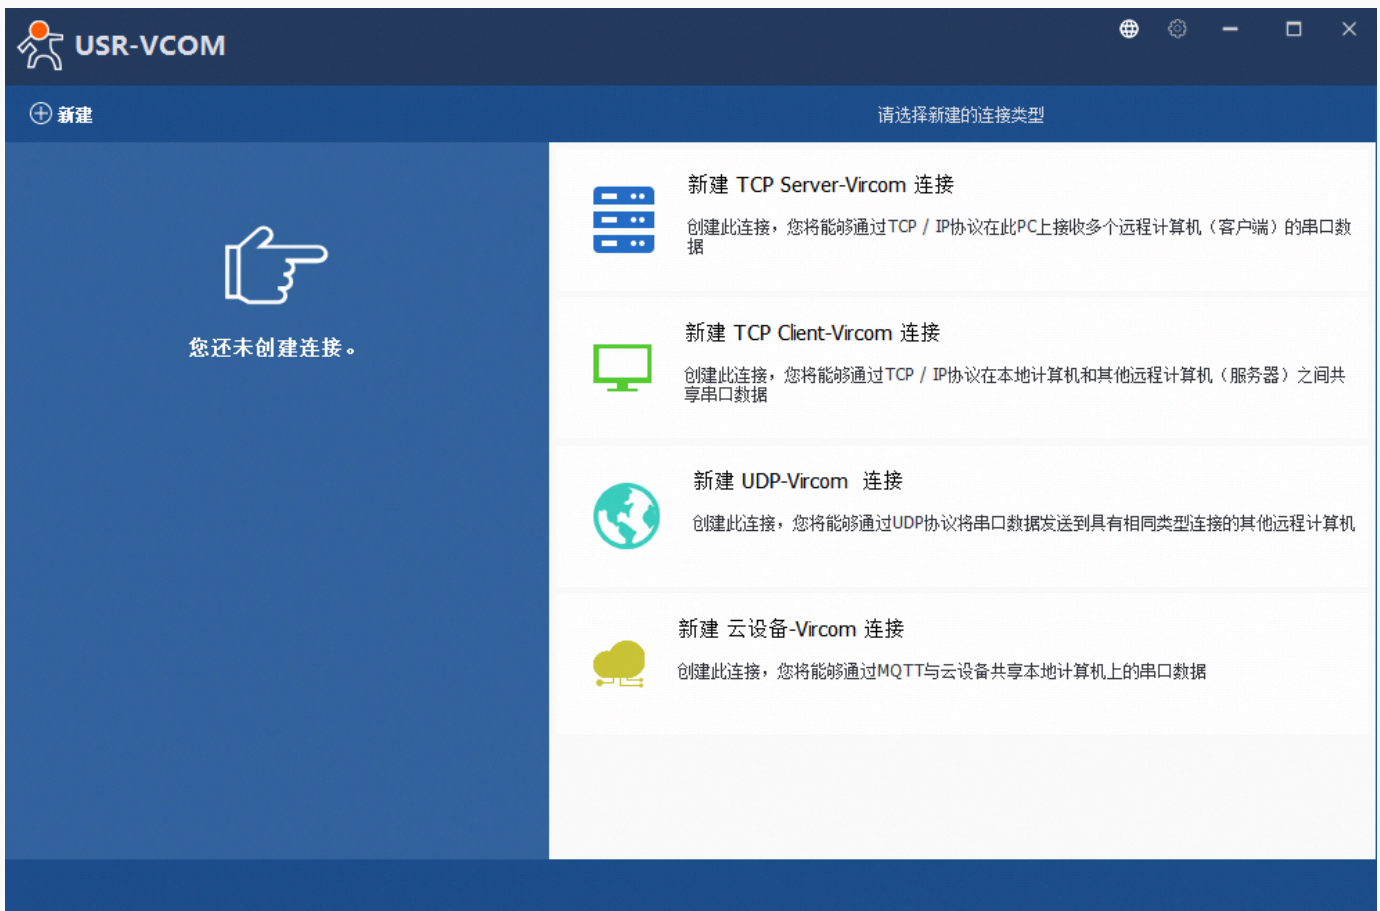 USR-VCOM
新建
请选择新建的连接类型
您还未创建连接。
新建 TCP Server-Vircom 连接
创建此连接，您将能够通过TCP / IP协议在此PC上接收多个远程计算机（客户端）的串口数
据
新建 TCP Client-Vircom 连接
创建此连接，您将能够通过TCP / IP协议在本地计算机和其他远程计算机（服务器）之间共
享串口数据
新建 UDP-Vircom 连接
创建此连接，您将能够通过UDP协议将串口数据发送到具有相同类型连接的其他远程计算机
新建 云设备-Vircom 连接
创建此连接，您将能够通过MQTT与云设备共享本地计算机上的串口数据